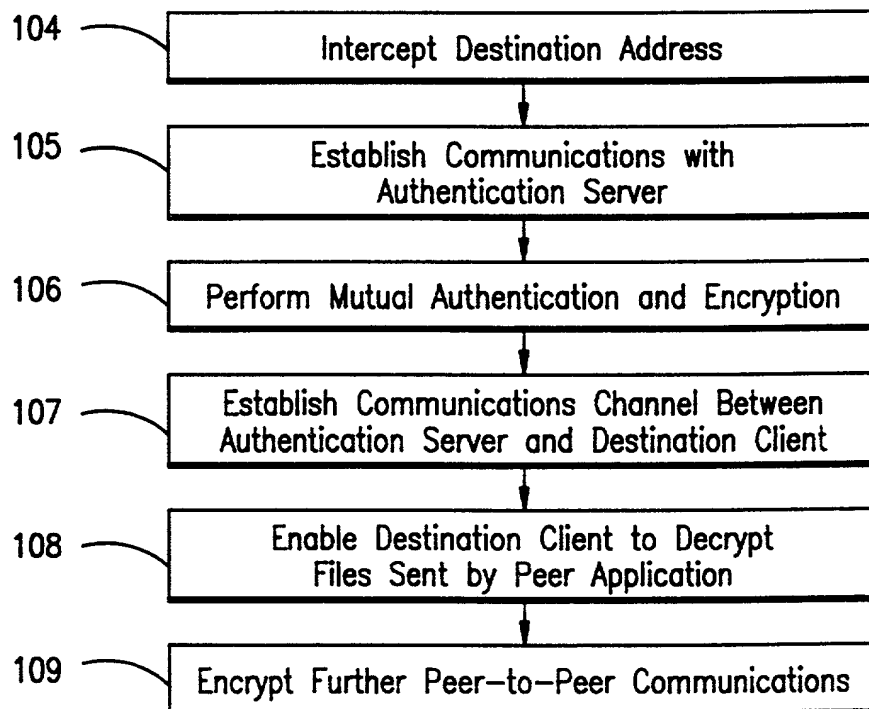 104
Intercept Destination Address
105
Establish Communications with
Authentication Server
106
Perform Mutual Authentication and Encryption
107
Establish Communications Channel Between
Authentication Server and Destination Client
108
Enable Destination Client to Decrypt
Files Sent by Peer Application
109
Encrypt Further Peer-to-Peer Communications